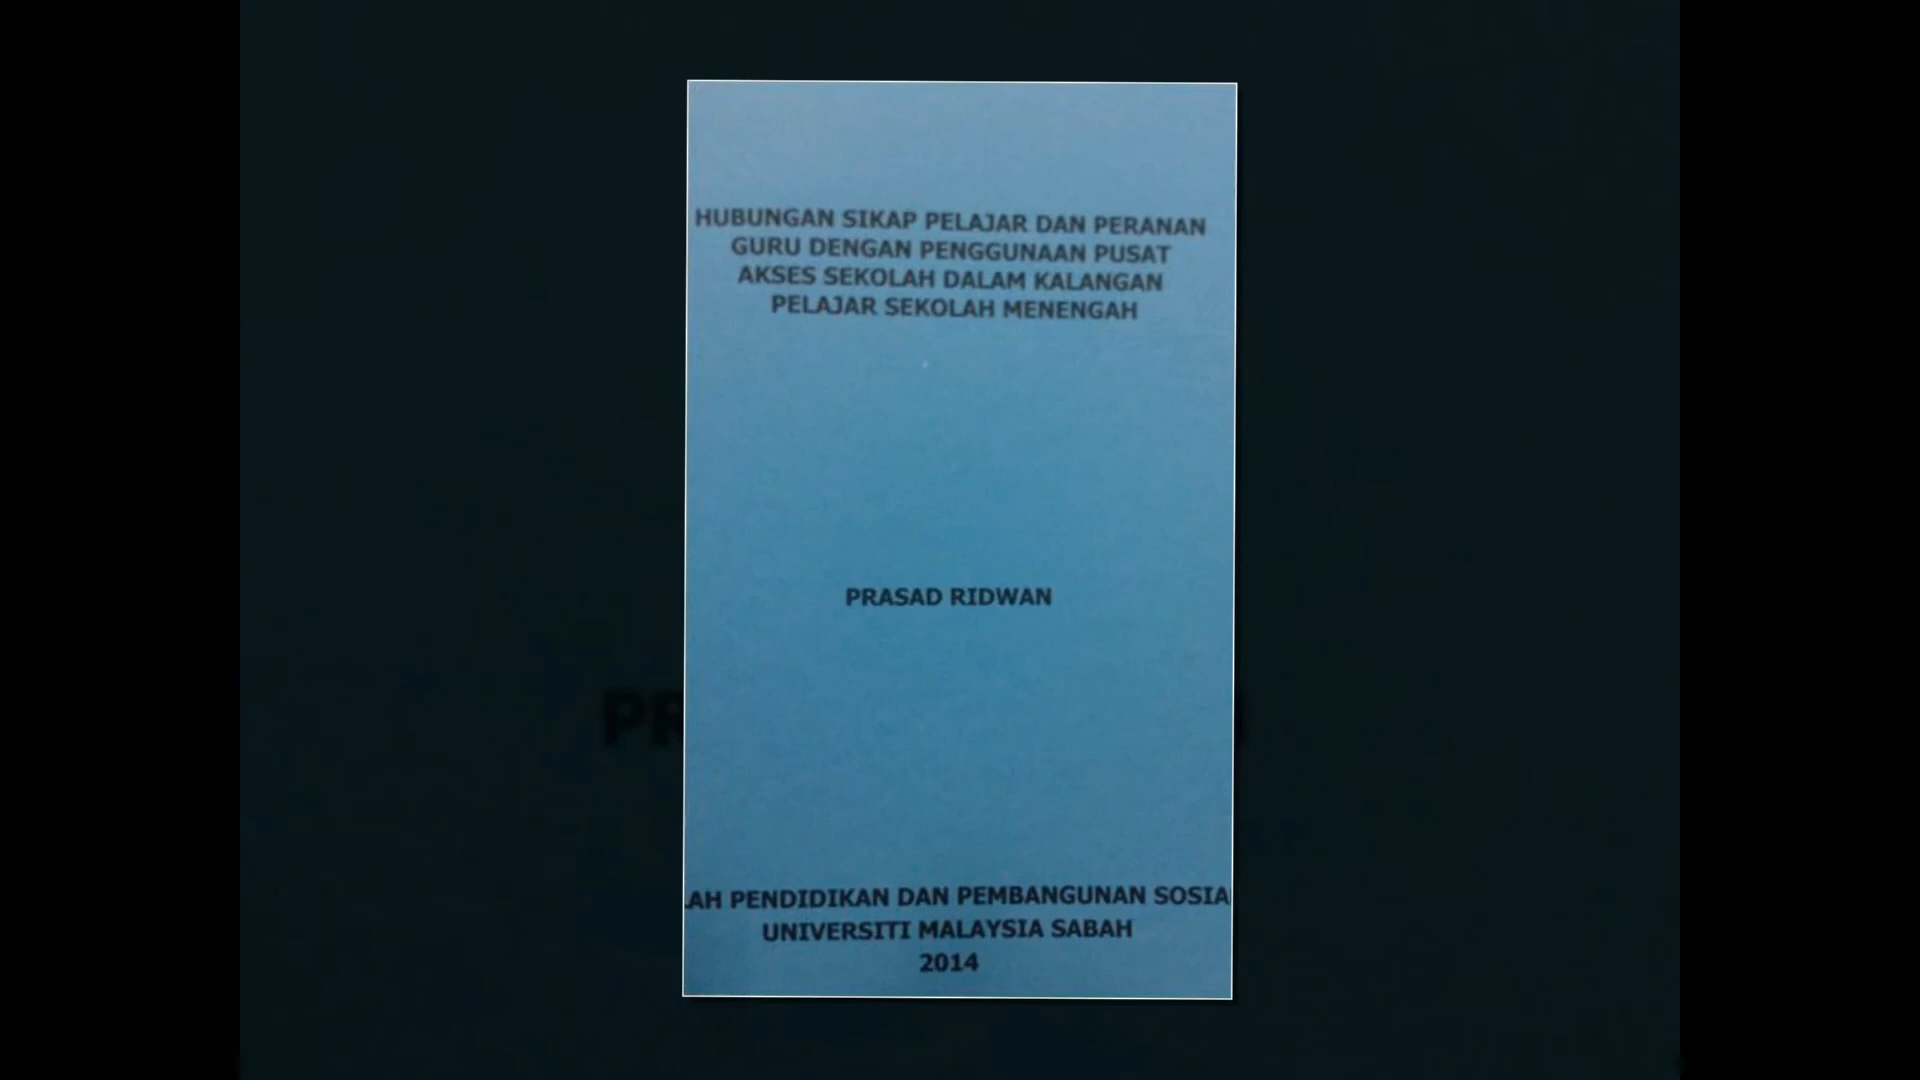 HUBUNGAN SIKAP PELAJAR DAN PERANAN
GURU DENGAN PENGGUNAAN PUSAT
AKSES SEKOLAH DALAM KALANGAN
PELAJAR SEKOLAH MENENGAH
PRASAD RIDWAN
LAH PENDIDIKAN DAN PEMBANGUNAN SOSIA
UNIVERSITI MALAYSIA SABAH
2014